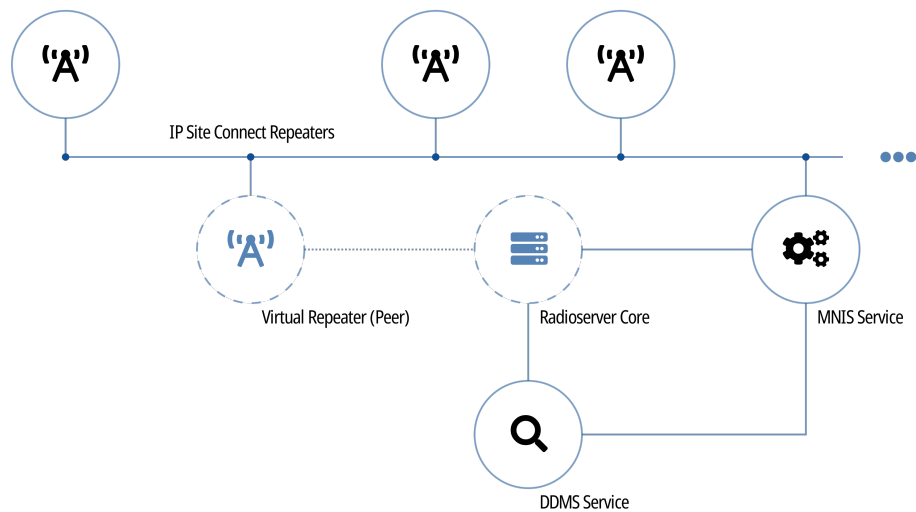 IP Site Connect Repeaters
Virtual Repeater (Peer)
Radioserver Core
MNIS Service
DDMS Service